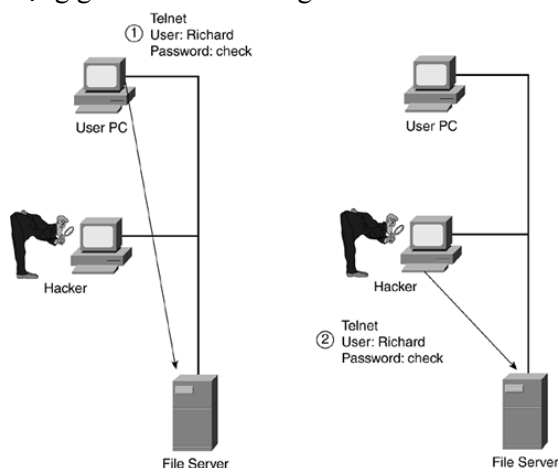 Telnet
① User: Richard
Password: check
User PC
Hacker
File Server
User PC
Hacker
Telnet
② User: Richard
Password: check
File Server